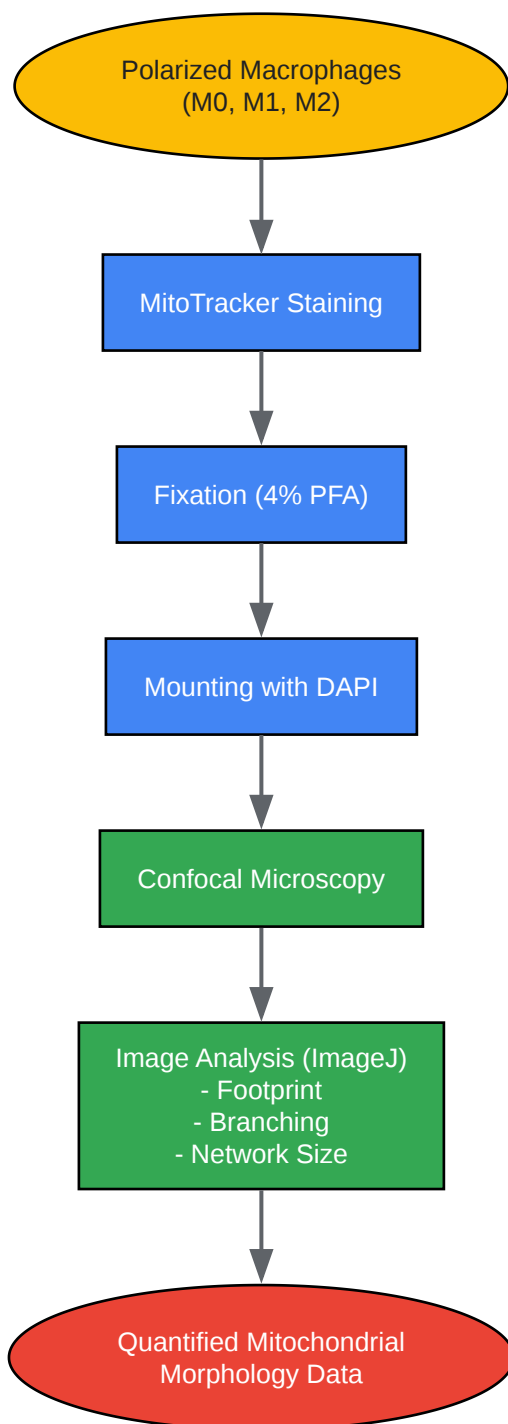 Polarized Macrophages
(M0, M1, M2)
MitoTracker Staining
Fixation (4% PFA)
Mounting with DAPI
Confocal Microscopy
Image Analysis (ImageJ)
- Footprint
- Branching
- Network Size
Quantified Mitochondrial
Morphology Data